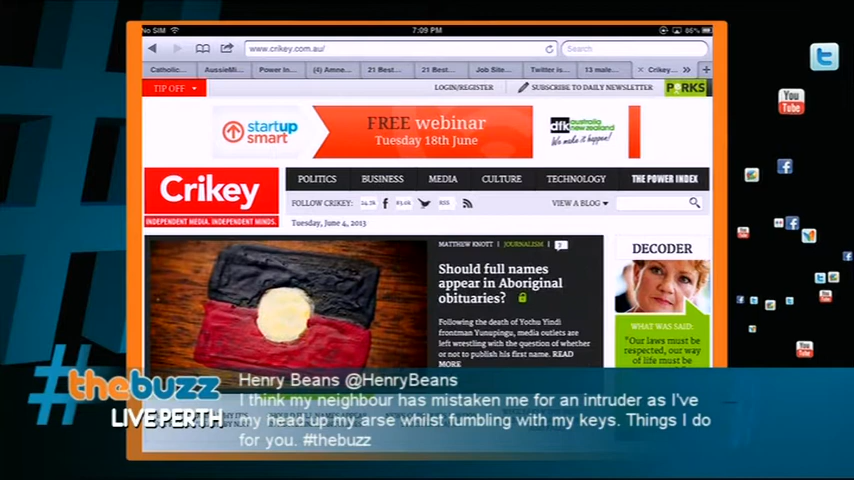 No SIM
7:09 PM
86%
www.crikey.com.au/
Search
Catholic...
AussieMi...
Power In...
(4) Amne...
21 Best...
21 Best...
Job Site...
Twitter is...
13 male...
Crikey...
TIP OFF
LOGIN/REGISTER
SUBSCRIBE TO DAILY NEWSLETTER
startup
smart
FREE webinar
Tuesday 18th June
dfk australia
new zealand
We make it happen!
Crikey
INDEPENDENT MEDIA. INDEPENDENT MINDS.
POLITICS
BUSINESS
MEDIA
CULTURE
TECHNOLOGY
THE POWER INDEX
FOLLOW CRIKEY:
RSS
VIEW A BLOG
Tuesday, June 4, 2013
MATTHEW KNOTT | JOURNALISM
Should full names
appear in Aboriginal
obituaries?
Following the death of Yothu Yindi
frontman Yunupingu, media outlets are
left wrestling with the question of whether
or not to publish his first name. READ
MORE
DECODER
WHAT WAS SAID:
"Our laws must
be respected, our way
of life must be
#thebuzz
LIVE PERTH
Henry Beans @HenryBeans
I think my neighbour has mistaken me for an intruder as I've
my head up my arse whilst fumbling with my keys. Things I do
for you. #thebuzz
You
Tube
You
Tube